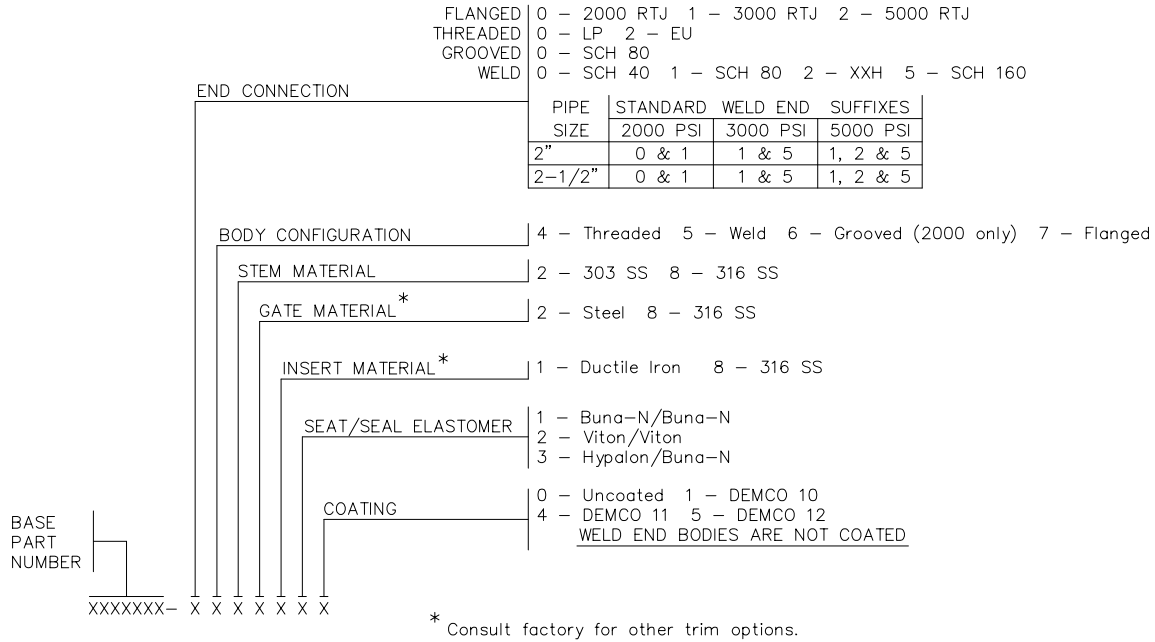 FLANGED 0 – 2000 RTJ 1 – 3000 RTJ 2 – 5000 RTJ
THREADED 0 – LP 2 – EU
GROOVED 0 – SCH 80
WELD 0 – SCH 40 1 – SCH 80 2 – XXH 5 – SCH 160
END CONNECTION
PIPE STANDARD WELD END SUFFIXES
SIZE 2000 PSI 3000 PSI 5000 PSI
2" 0 & 1 1 & 5 1, 2 & 5
2-1/2" 0 & 1 1 & 5 1, 2 & 5
BODY CONFIGURATION 4 – Threaded 5 – Weld 6 – Grooved (2000 only) 7 – Flanged
STEM MATERIAL 2 – 303 SS 8 – 316 SS
GATE MATERIAL* 2 – Steel 8 – 316 SS
INSERT MATERIAL* 1 – Ductile Iron 8 – 316 SS
SEAT/SEAL ELASTOMER
1 – Buna-N/Buna-N
2 – Viton/Viton
3 – Hypalon/Buna-N
COATING
0 – Uncoated 1 – DEMCO 10
4 – DEMCO 11 5 – DEMCO 12
WELD END BODIES ARE NOT COATED
BASE
PART
NUMBER
XXXXXXX– X X X X X X X
* Consult factory for other trim options.